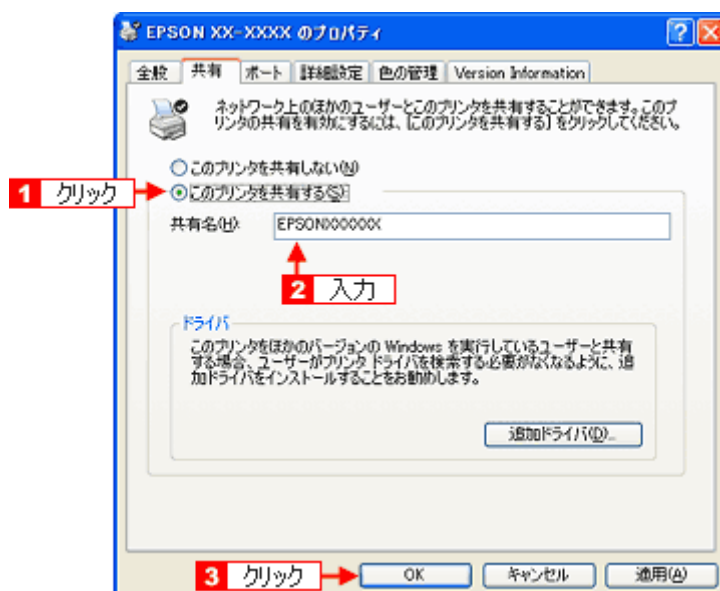 EPSON XX-XXXX のプロパティ
全般 共有 ポート 詳細設定 色の管理 Version Information
ネットワーク上のほかのユーザーとこのプリンタを共有することができます。このプ
リンタの共有を有効にするには、[このプリンタを共有する] をクリックしてください。
このプリンタを共有しない(N)
1 クリック
このプリンタを共有する(S)
共有名(H): EPSONXXXXXX
2 入力
ドライバ
このプリンタをほかのバージョンの Windows を実行しているユーザーと共有
する場合、ユーザーがプリンタ ドライバを検索する必要がなくなるように、追
加ドライバをインストールすることをお勧めします。
追加ドライバ(D)...
3 クリック
OK キャンセル 適用(A)